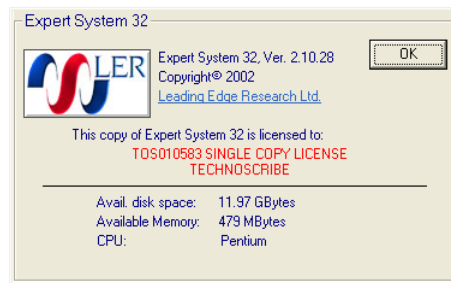 Expert System 32
LER
Expert System 32, Ver. 2.10.28
OK
Copyright© 2002
Leading Edge Research Ltd.
This copy of Expert System 32 is licensed to:
TOS010583 SINGLE COPY LICENSE
TECHNOSCRIBE
Avail. disk space: 11.97 GBytes
Available Memory: 479 MBytes
CPU: Pentium